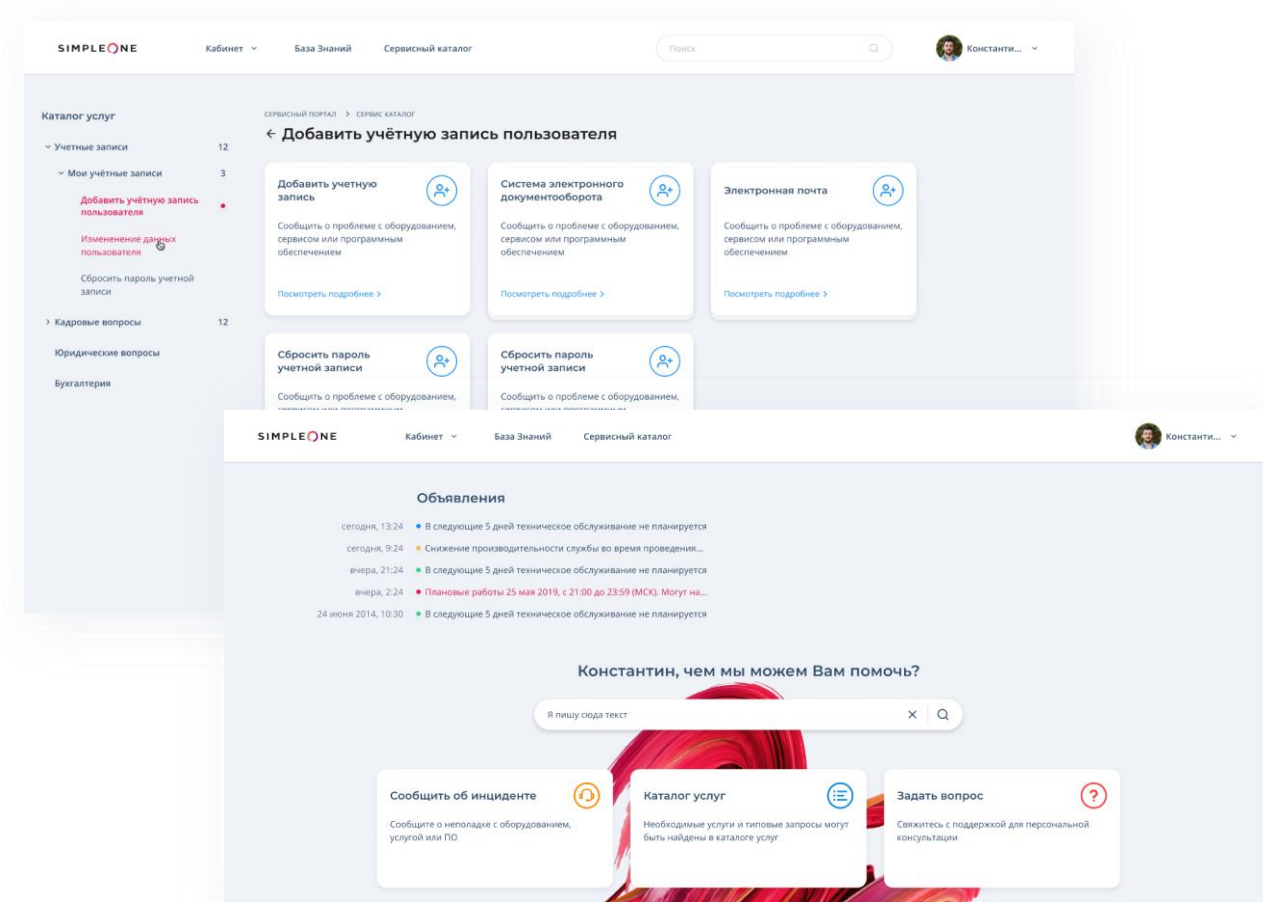 SIMPLEONE
Кабинет
База Знаний
Сервисный каталог
Поиск
Константи...
Каталог услуг
Учетные записи 12
Мои учётные записи 3
Добавить учётную запись
пользователя
Измененение данных
пользователя
Сбросить пароль учетной
записи
Кадровые вопросы 12
Юридические вопросы
Бухгалтерия
СЕРВИСНЫЙ ПОРТАЛ > СЕРВИС КАТАЛОГ
← Добавить учётную запись пользователя
Добавить учетную
запись
Сообщить о проблеме с оборудованием,
сервисом или программным
обеспечением
Посмотреть подробнее >
Система электронного
документооборота
Сообщить о проблеме с оборудованием,
сервисом или программным
обеспечением
Посмотреть подробнее >
Электронная почта
Сообщить о проблеме с оборудованием,
сервисом или программным
обеспечением
Посмотреть подробнее >
Сбросить пароль
учетной записи
Сообщить о проблеме с оборудованием,
сервисом или программным
Сбросить пароль
учетной записи
Сообщить о проблеме с оборудованием,
сервисом или программным
SIMPLEONE
Кабинет
База Знаний
Сервисный каталог
Константи...
Объявления
сегодня, 13:24 В следующие 5 дней техническое обслуживание не планируется
сегодня, 9:24 Снижение производительности службы во время проведения...
вчера, 21:24 В следующие 5 дней техническое обслуживание не планируется
вчера, 2:24 Плановые работы 25 мая 2019, с 21:00 до 23:59 (МСК). Могут на...
24 июня 2014, 10:30 В следующие 5 дней техническое обслуживание не планируется
Константин, чем мы можем Вам помочь?
Я пишу сюда текст
Сообщить об инциденте
Сообщите о неполадке с оборудованием,
услугой или ПО
Каталог услуг
Необходимые услуги и типовые запросы могут
быть найдены в каталоге услуг
Задать вопрос
Свяжитесь с поддержкой для персональной
консультации